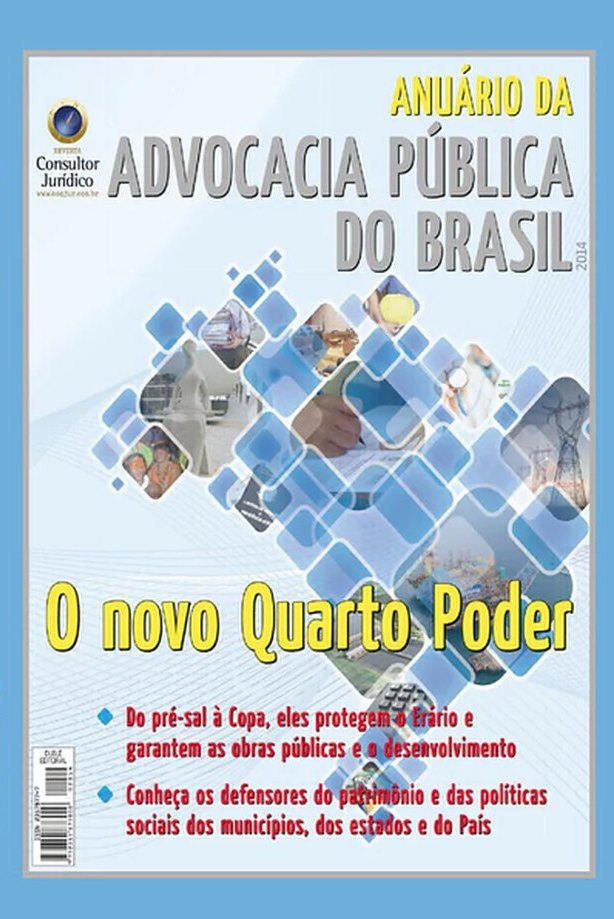 ANUÁRIO DA
REVISTA
Consultor
Jurídico
www.conjur.com.br
ADVOCACIA PÚBLICA
DO BRASIL
2014
O novo Quarto Poder
Do pré-sal à Copa, eles protegem o Erário e
garantem as obras públicas e o desenvolvimento
Conheça os defensores do patrimônio e das políticas
sociais dos municípios, dos estados e do País
EDITORIAL